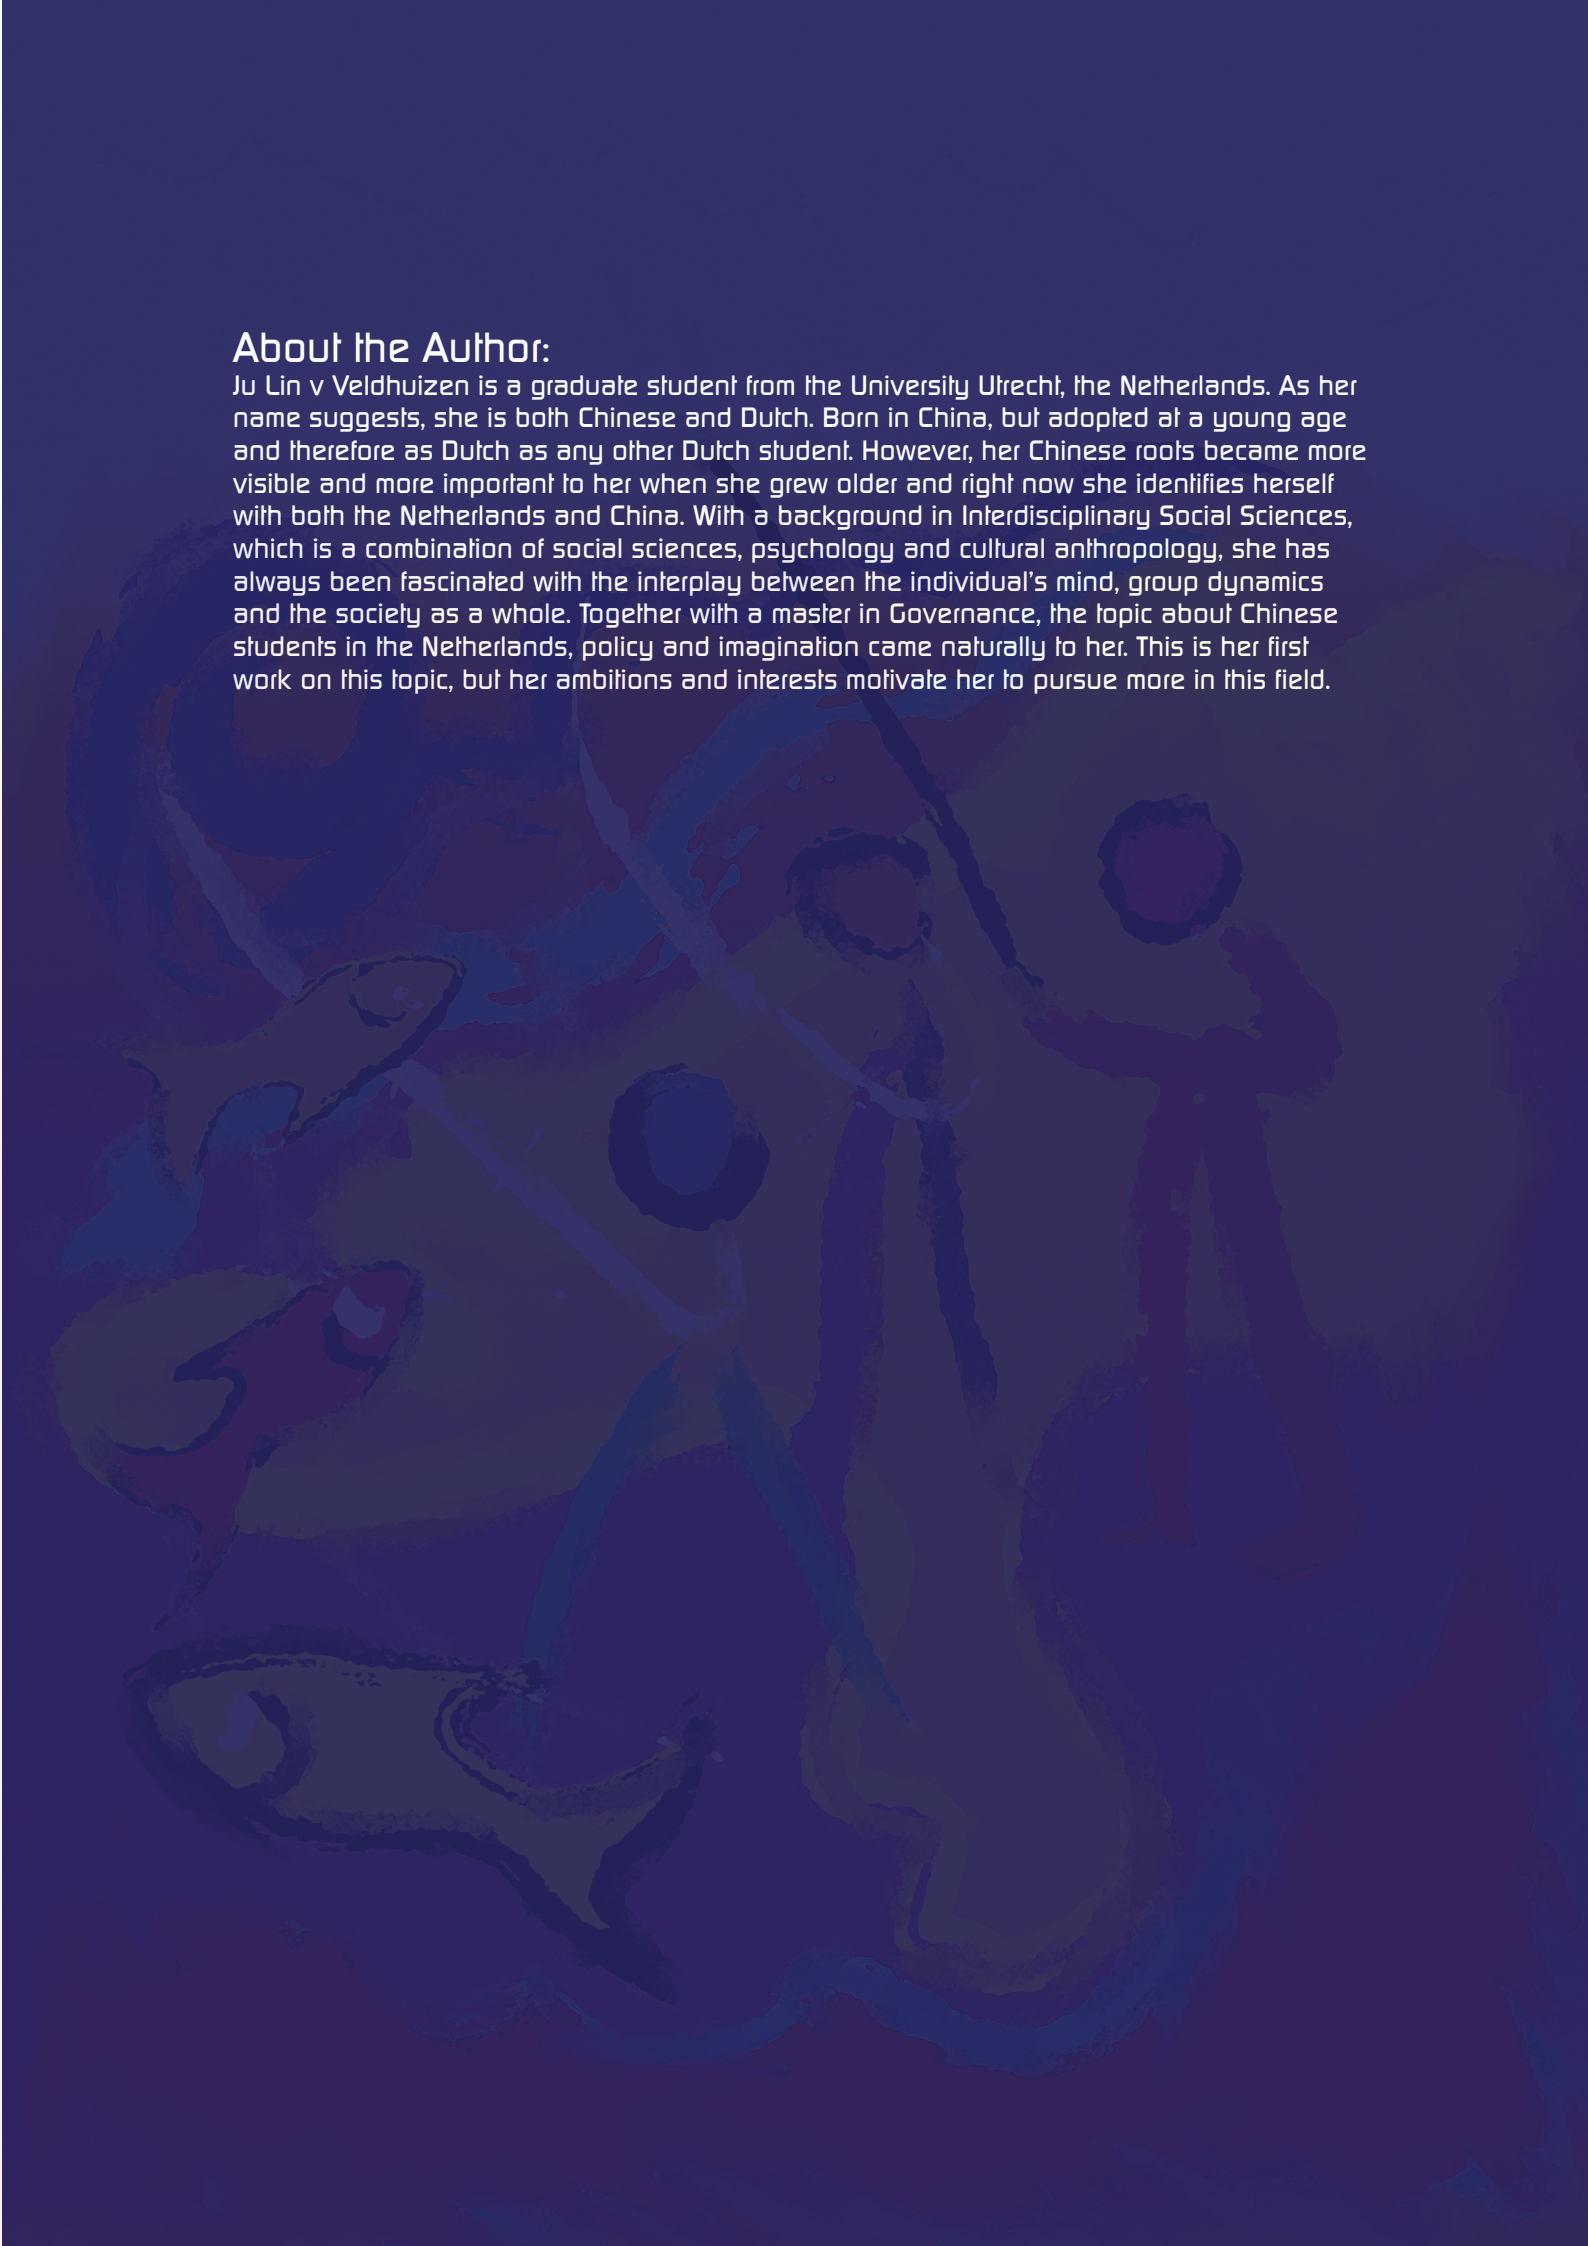 About the Author:
Ju Lin v Veldhuizen is a graduate student from the University Utrecht, the Netherlands. As her
name suggests, she is both Chinese and Dutch. Born in China, but adopted at a young age
and therefore as Dutch as any other Dutch student. However, her Chinese roots became more
visible and more important to her when she grew older and right now she identifies herself
with both the Netherlands and China. With a background in Interdisciplinary Social Sciences,
which is a combination of social sciences, psychology and cultural anthropology, she has
always been fascinated with the interplay between the individual's mind, group dynamics
and the society as a whole. Together with a master in Governance, the topic about Chinese
students in the Netherlands, policy and imagination came naturally to her. This is her first
work on this topic, but her ambitions and interests motivate her to pursue more in this field.